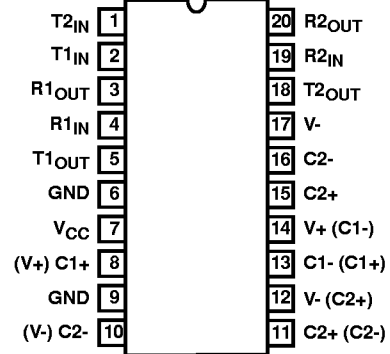 T2IN 1 20 R2OUT
T1IN 2 19 R2IN
R1OUT 3 18 T2OUT
R1IN 4 17 V-
T1OUT 5 16 C2-
GND 6 15 C2+
VCC 7 14 V+ (C1-)
(V+) C1+ 8 13 C1- (C1+)
GND 9 12 V- (C2+)
(V-) C2- 10 11 C2+ (C2-)